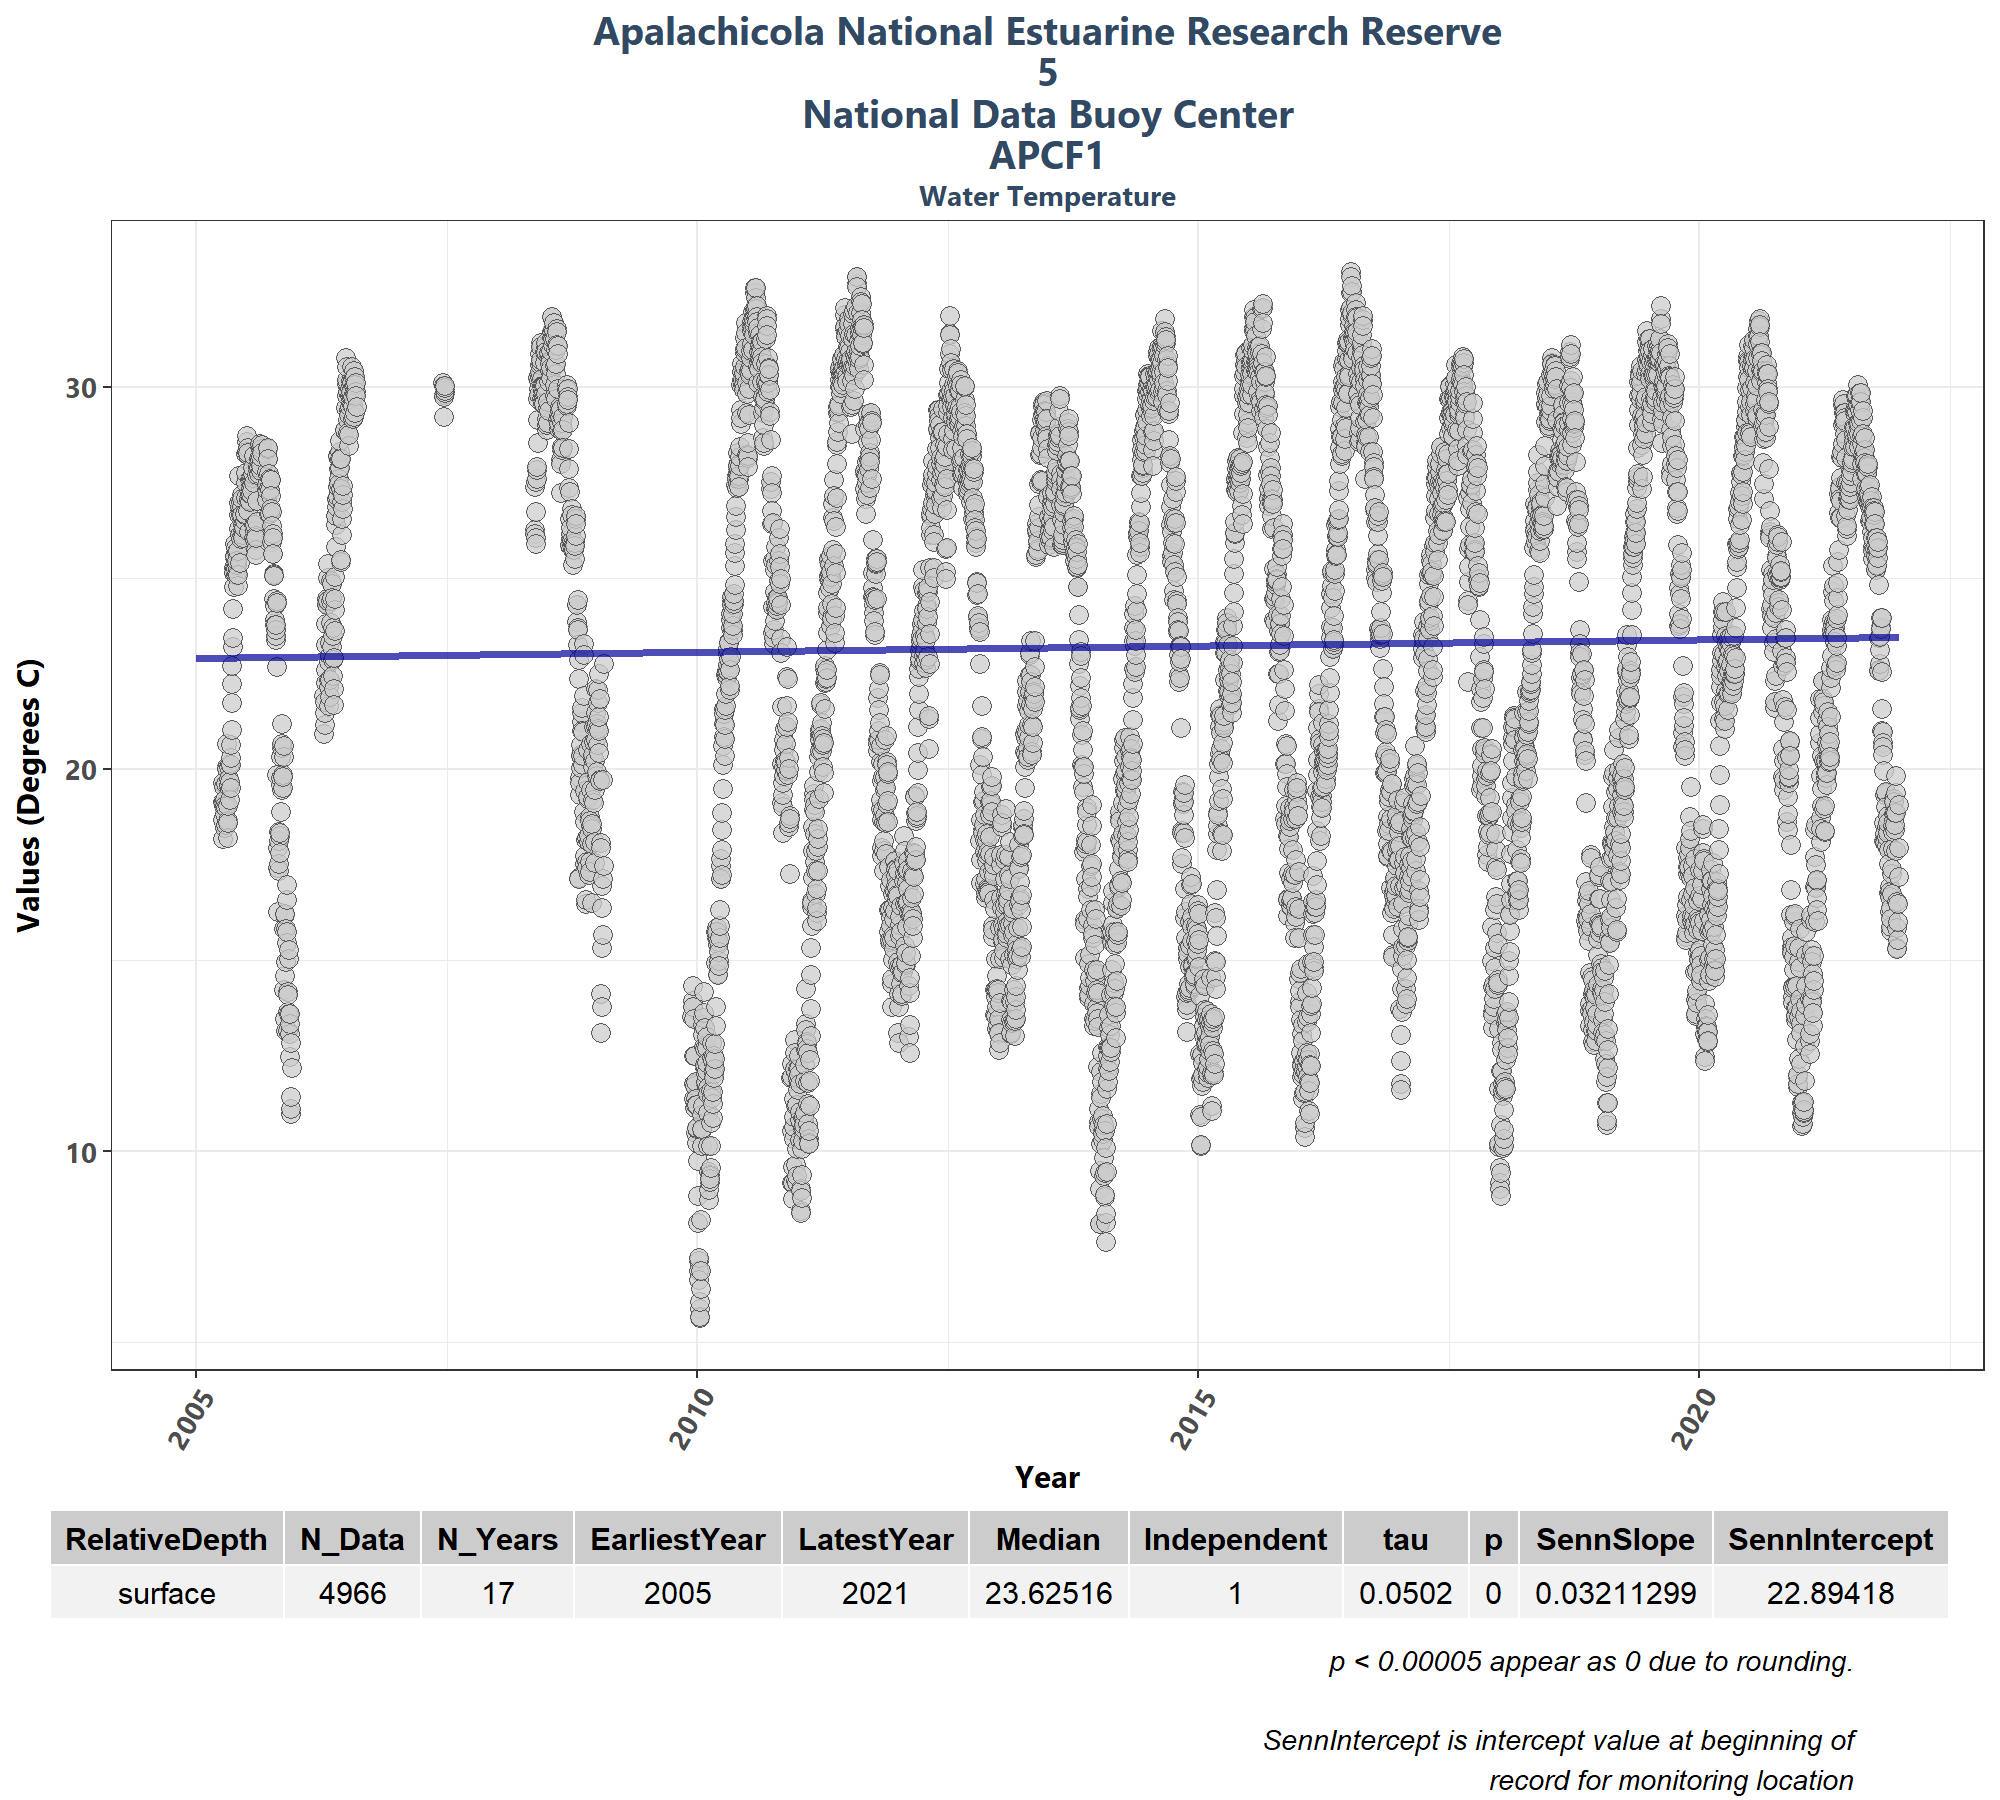 Apalachicola National Estuarine Research Reserve
5
National Data Buoy Center
APCF1
Water Temperature
Values (Degrees C)
30
20
10
2005 2010 2015 2020
Year
RelativeDepth N_Data N_Years EarliestYear LatestYear Median Independent tau p SennSlope SennIntercept
surface 4966 17 2005 2021 23.62516 1 0.0502 0 0.03211299 22.89418
p < 0.00005 appear as 0 due to rounding.
SennIntercept is intercept value at beginning of
record for monitoring location